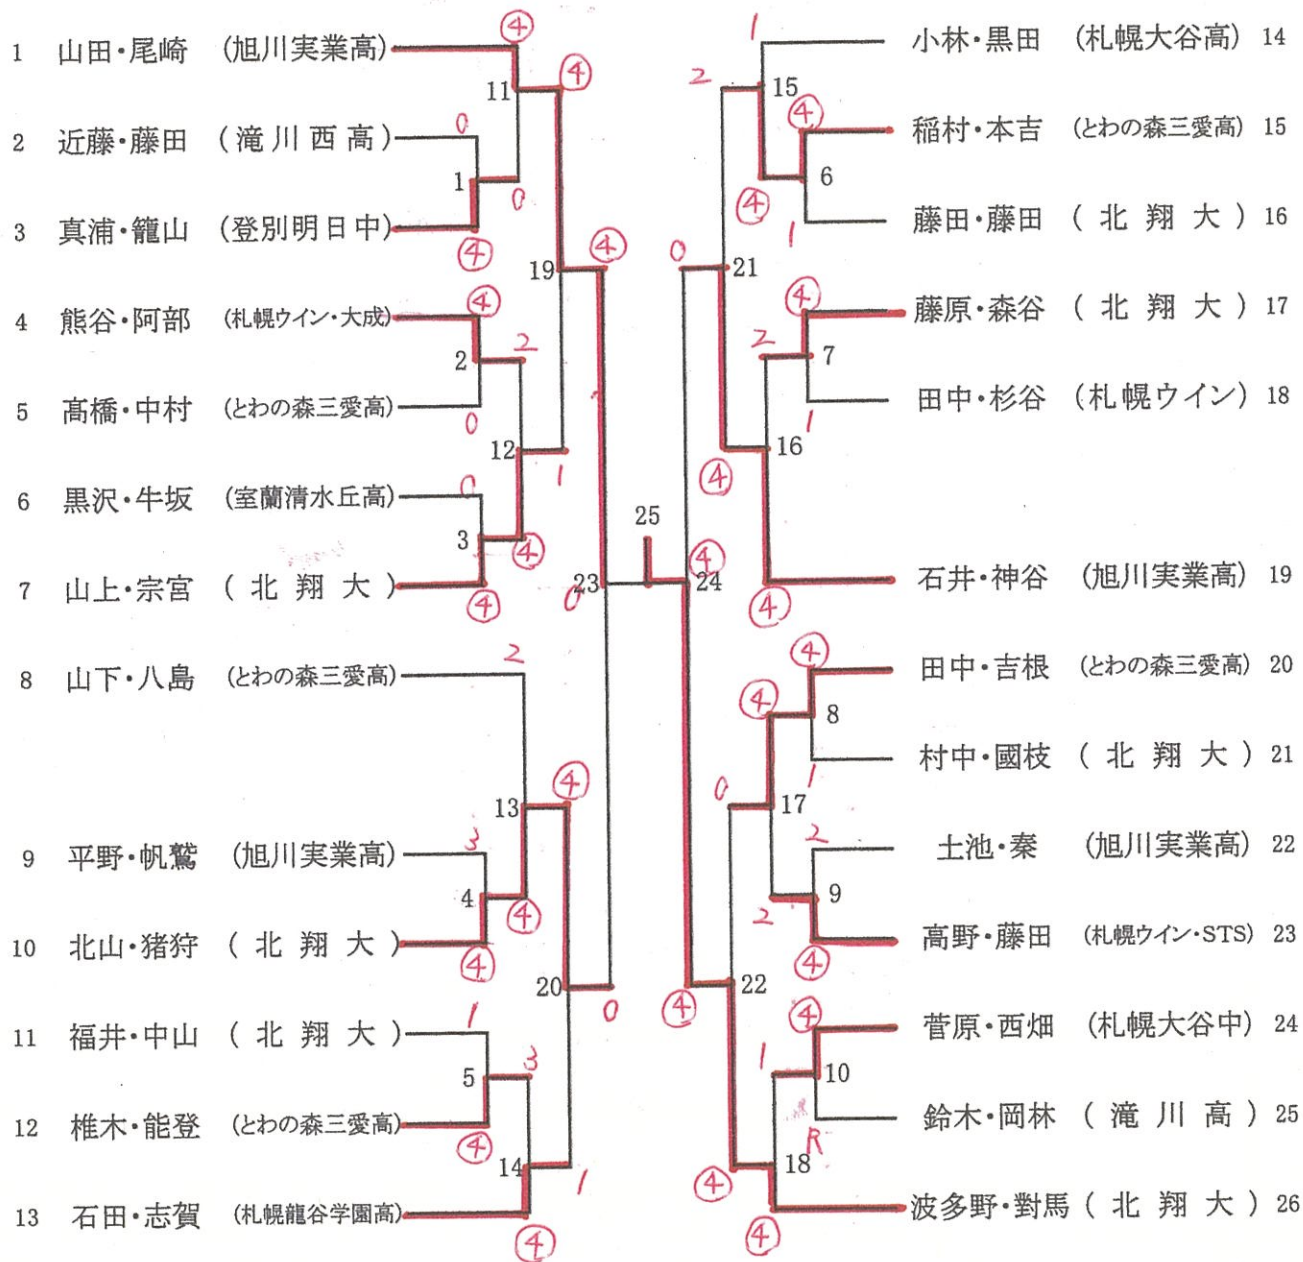 1 山田・尾崎 (旭川実業高)
2 近藤・藤田 (滝川西高)
3 真浦・籠山 (登別明日中)
4 熊谷・阿部 (札幌ウイン・大成)
5 髙橋・中村 (とわの森三愛高)
6 黒沢・牛坂 (室蘭清水丘高)
7 山上・宗宮 (北翔大)
8 山下・八島 (とわの森三愛高)
9 平野・帆鷲 (旭川実業高)
10 北山・猪狩 (北翔大)
11 福井・中山 (北翔大)
12 椎木・能登 (とわの森三愛高)
13 石田・志賀 (札幌龍谷学園高)
④
0
1
④
0
11
④
④
2
0
2
0
3
④
④
12
1
19
④
2
3
4
④
13
④
④
1
5
④
3
14
④
1
20
0
23
0
25
④
24
0
④
2
1
15
④
6
1
④
21
④
7
1
2
16
④
④
④
8
1
④
17
2
9
④
2
0
22
④
10
R
1
18
④
④
小林・黒田 (札幌大谷高) 14
稲村・本吉 (とわの森三愛高) 15
藤田・藤田 (北翔大) 16
藤原・森谷 (北翔大) 17
田中・杉谷 (札幌ウイン) 18
石井・神谷 (旭川実業高) 19
田中・吉根 (とわの森三愛高) 20
村中・國枝 (北翔大) 21
土池・秦 (旭川実業高) 22
高野・藤田 (札幌ウイン・STS) 23
菅原・西畑 (札幌大谷中) 24
鈴木・岡林 (滝川高) 25
波多野・對馬 (北翔大) 26